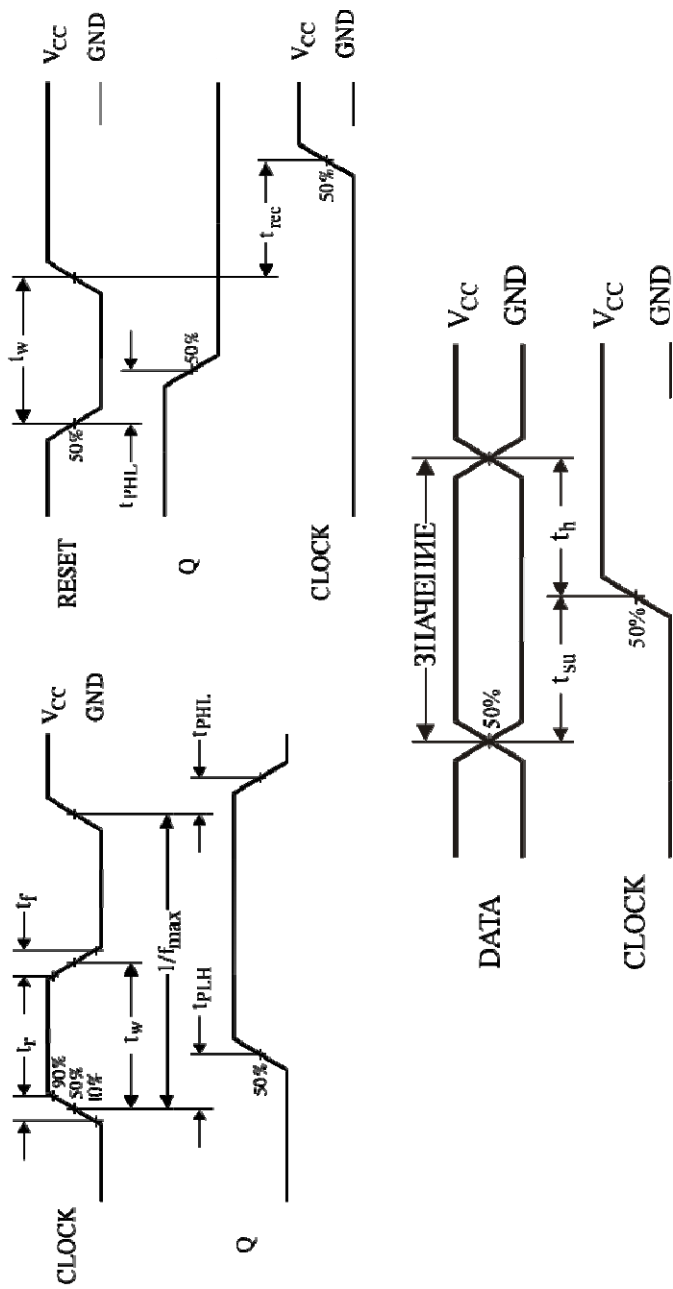 CLOCK
t_r
t_f
90%
50%
10%
V_CC
GND
t_w
1/f_max
t_PLH
t_PHL
Q
50%
RESET
t_w
50%
V_CC
GND
t_PHL
Q
50%
t_rec
CLOCK
50%
V_CC
GND
ЗНАЧЕНИЕ
DATA
50%
V_CC
GND
t_su
t_h
CLOCK
50%
V_CC
GND